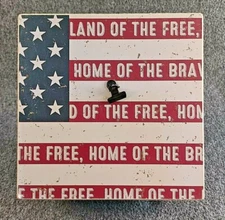 LAND OF THE FREE,
HOME OF THE BRAV
D OF THE FREE, HOM
THE FREE, HOME OF THE BR
E THE FREE, HOME OF THE